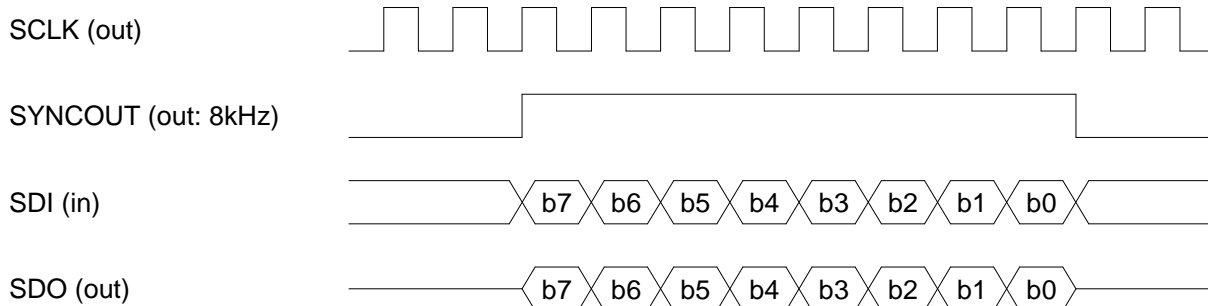 SCLK (out)
SYNCOUT (out: 8kHz)
SDI (in) b7 b6 b5 b4 b3 b2 b1 b0
SDO (out) b7 b6 b5 b4 b3 b2 b1 b0